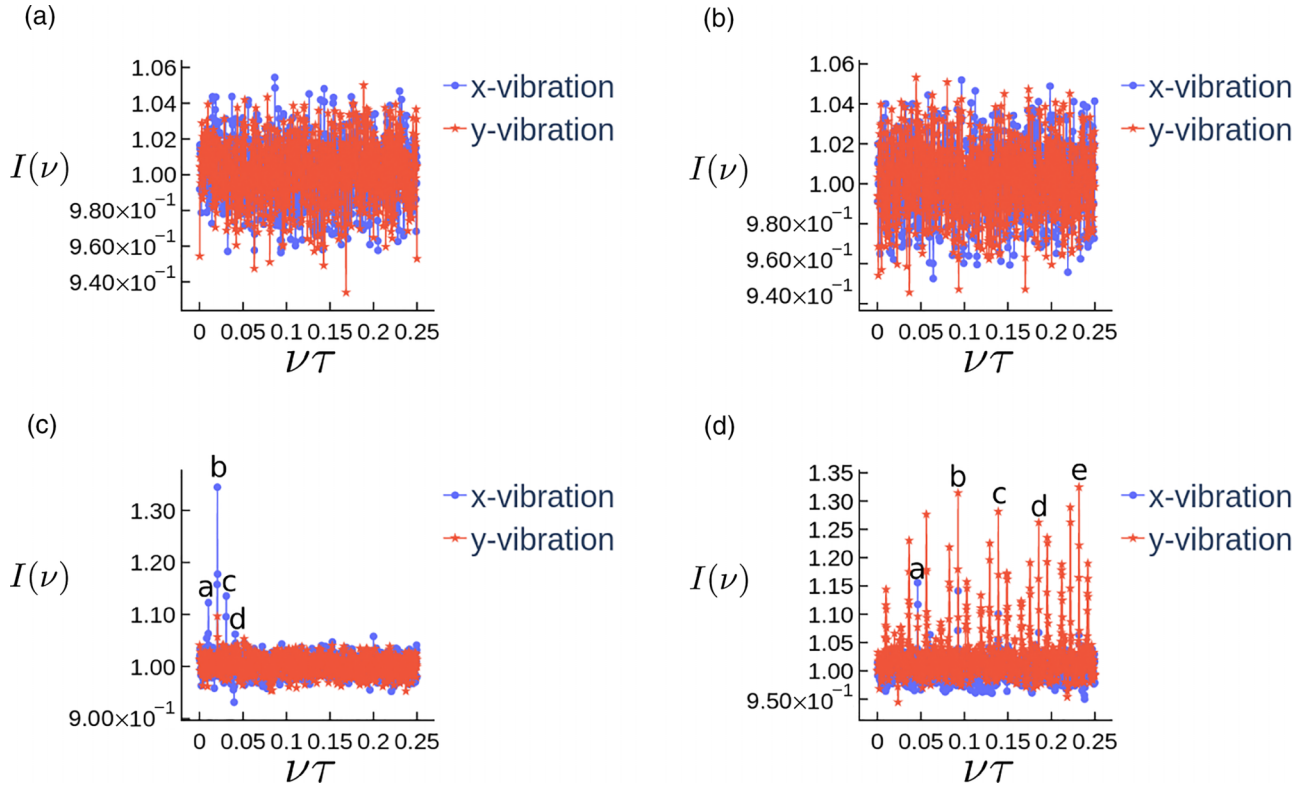 (a)
1.06
1.04
1.02
1.00
9.80×10⁻¹
9.60×10⁻¹
9.40×10⁻¹
I(ν)
0 0.05 0.1 0.15 0.2 0.25
ντ
x-vibration
y-vibration
(b)
1.06
1.04
1.02
1.00
9.80×10⁻¹
9.60×10⁻¹
9.40×10⁻¹
I(ν)
0 0.05 0.1 0.15 0.2 0.25
ντ
x-vibration
y-vibration
(c)
1.30
1.20
1.10
1.00
9.00×10⁻¹
I(ν)
a
b
c
d
0 0.05 0.1 0.15 0.2 0.25
ντ
x-vibration
y-vibration
(d)
1.35
1.30
1.25
1.20
1.15
1.10
1.05
1.00
9.50×10⁻¹
I(ν)
a
b
c
d
e
0 0.05 0.1 0.15 0.2 0.25
ντ
x-vibration
y-vibration